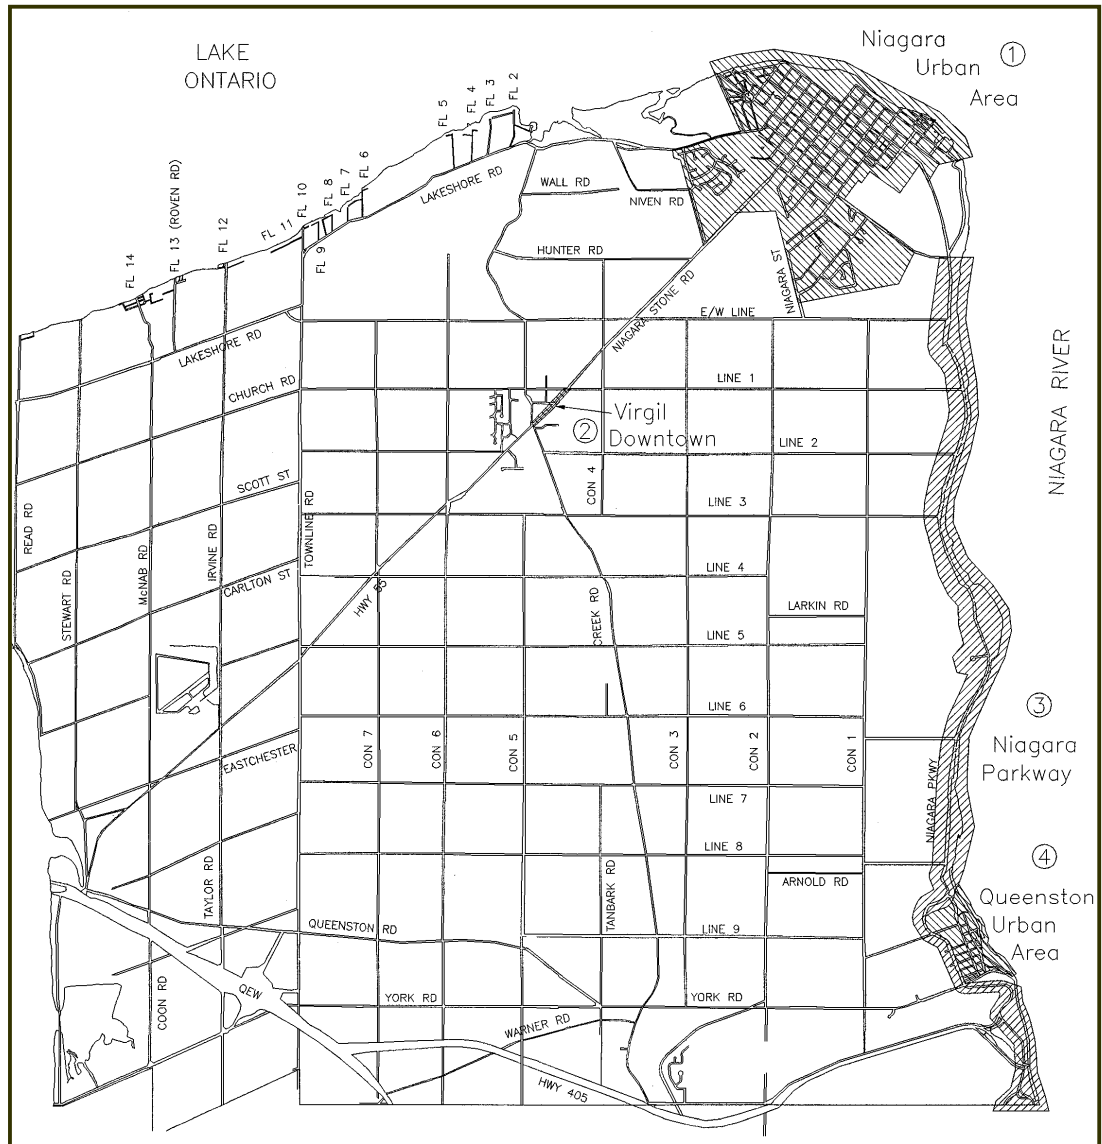 LAKE
ONTARIO
Niagara
Urban
Area
1
FL 2
FL 3
FL 4
FL 5
FL 6
FL 7
FL 8
FL 10
FL 9
FL 11
FL 12
FL 13 (ROVEN RD)
FL 14
LAKESHORE RD
WALL RD
NIVEN RD
HUNTER RD
NIAGARA STONE RD
NIAGARA ST
E/W LINE
LAKESHORE RD
CHURCH RD
LINE 1
Virgil
Downtown
2
LINE 2
NIAGARA RIVER
SCOTT ST
CON 4
LINE 3
READ RD
STEWART RD
McNAB RD
IRVINE RD
TOWNLINE RD
CARLTON ST
HWY 55
LINE 4
CREEK RD
LARKIN RD
LINE 5
LINE 6
3
Niagara
Parkway
EASTCHESTER
CON 7
CON 6
CON 5
CON 3
CON 2
CON 1
NIAGARA PKWY
LINE 7
LINE 8
4
Queenston
Urban
Area
TAYLOR RD
TANBARK RD
ARNOLD RD
QUEENSTON RD
LINE 9
COON RD
QEW
YORK RD
YORK RD
WARNER RD
HWY 405